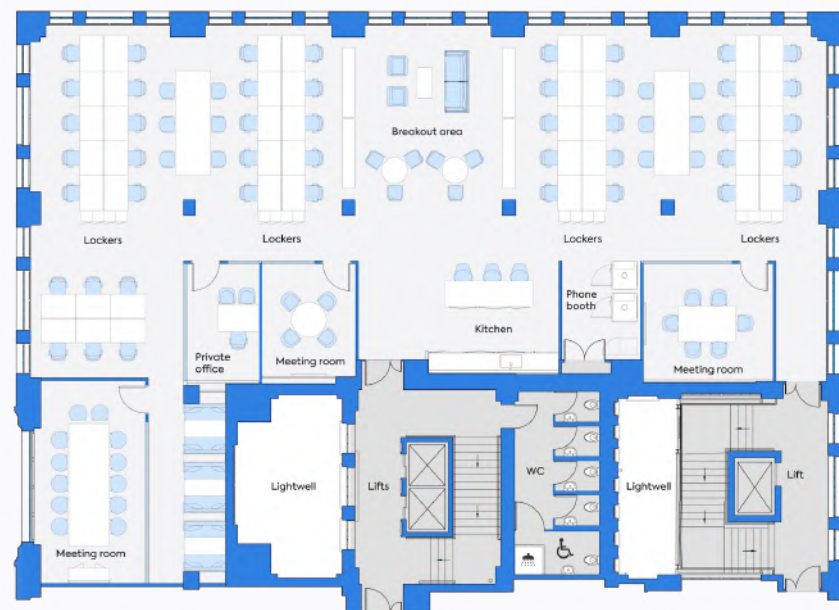 Breakout area
Lockers
Lockers
Lockers
Lockers
Phone
booth
Kitchen
Private
office
Meeting room
Meeting room
Lightwell
Lifts
WC
Lightwell
Lift
Meeting room